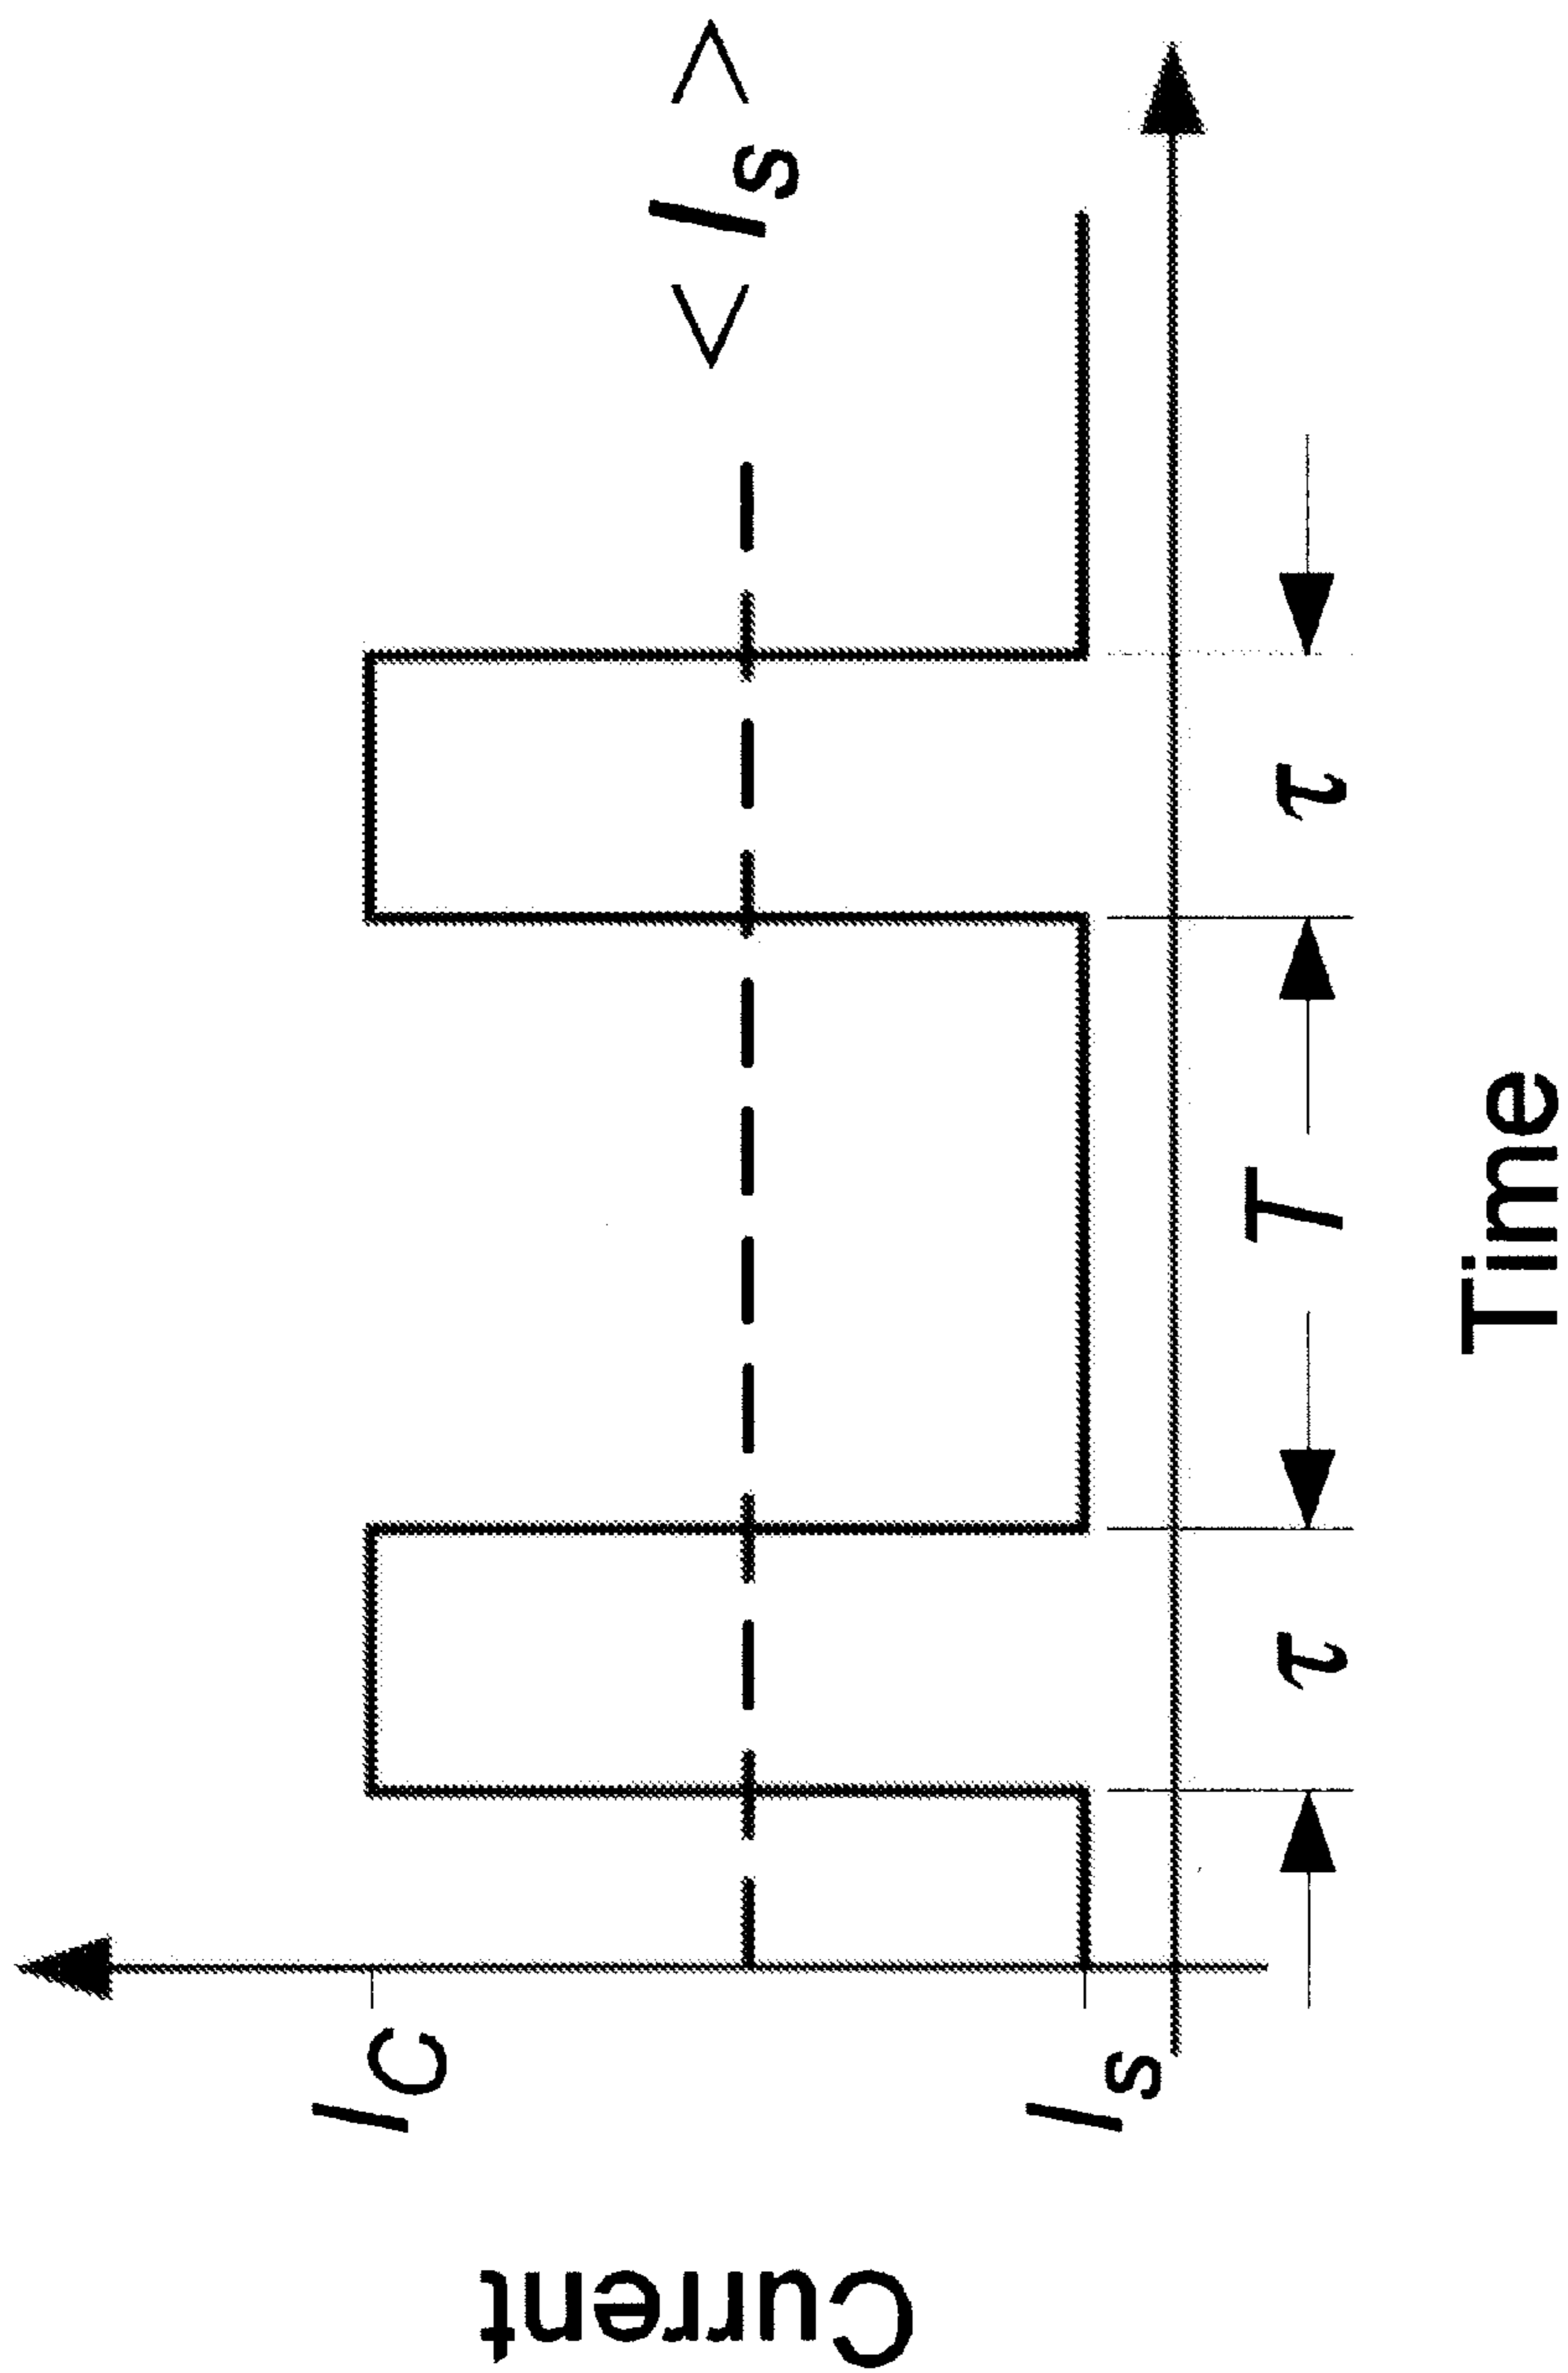 Current
I_C
I_s
< I_s >
τ
T
τ
Time